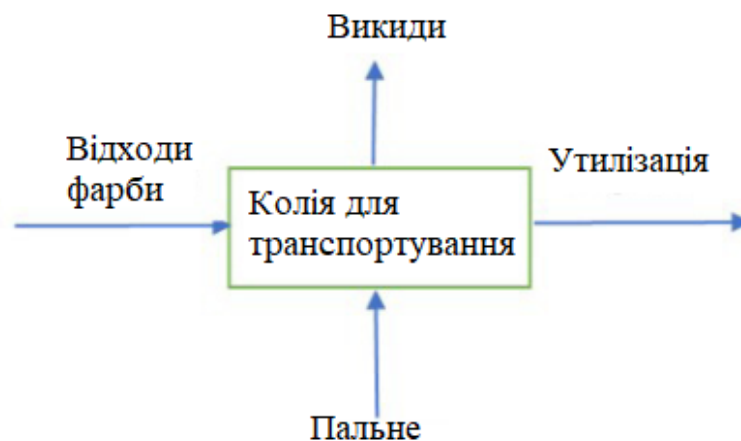 Викиди
Відходи
фарби
Утилізація
Колія для
транспортування
Пальне